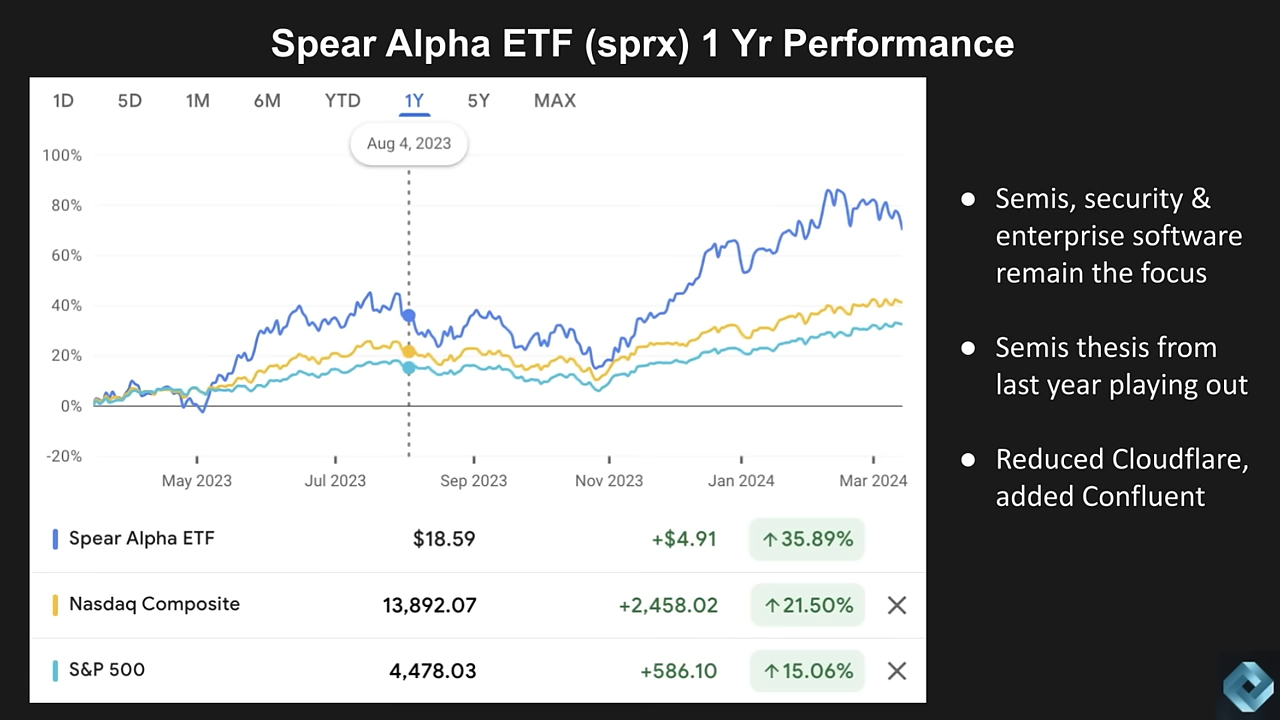 Spear Alpha ETF (sprx) 1 Yr Performance
1D 5D 1M 6M YTD 1Y 5Y MAX
Aug 4, 2023
100%
80%
60%
40%
20%
0%
-20%
May 2023 Jul 2023 Sep 2023 Nov 2023 Jan 2024 Mar 2024
Spear Alpha ETF $18.59 +$4.91 ↑35.89%
Nasdaq Composite 13,892.07 +2,458.02 ↑21.50%
S&P 500 4,478.03 +586.10 ↑15.06%
● Semis, security &
enterprise software
remain the focus
● Semis thesis from
last year playing out
● Reduced Cloudflare,
added Confluent